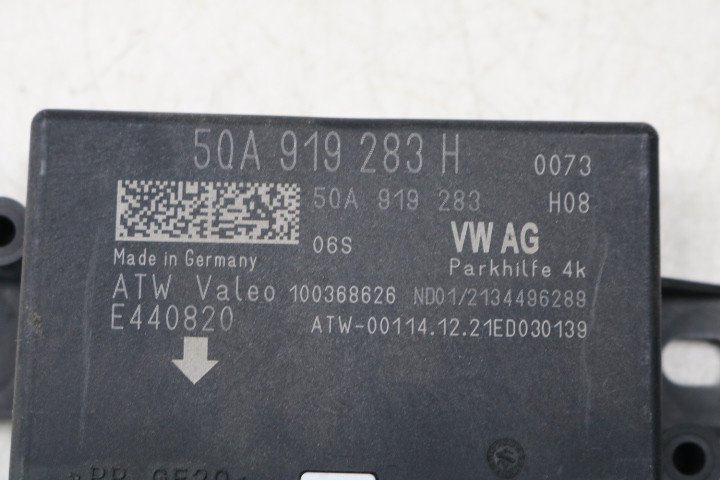 5QA 919 283 H 0073
5QA 919 283 H08
06S VW AG
Made in Germany Parkhilfe 4k
ATW Valeo 100368626 ND01/2134496289
E440820 ATW-00114.12.21ED030139